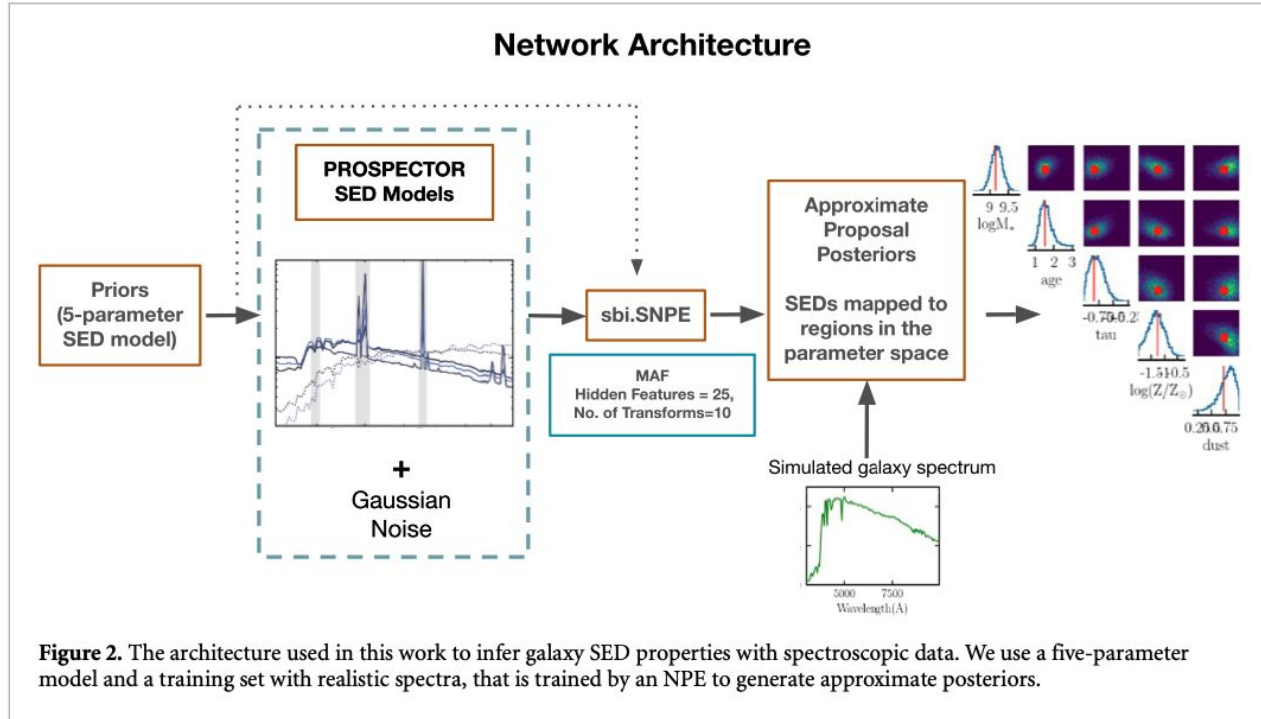 Network Architecture
PROSPECTOR
SED Models
Priors
(5-parameter
SED model)
+
Gaussian
Noise
sbi.SNPE
MAF
Hidden Features = 25,
No. of Transforms=10
Approximate
Proposal
Posteriors
SEDs mapped to
regions in the
parameter space
Simulated galaxy spectrum
5000 7500
Wavelength(Å)
9 9.5
logM*
1 2 3
age
tau
log(Z/Z☉)
dust
Figure 2. The architecture used in this work to infer galaxy SED properties with spectroscopic data. We use a five-parameter
model and a training set with realistic spectra, that is trained by an NPE to generate approximate posteriors.